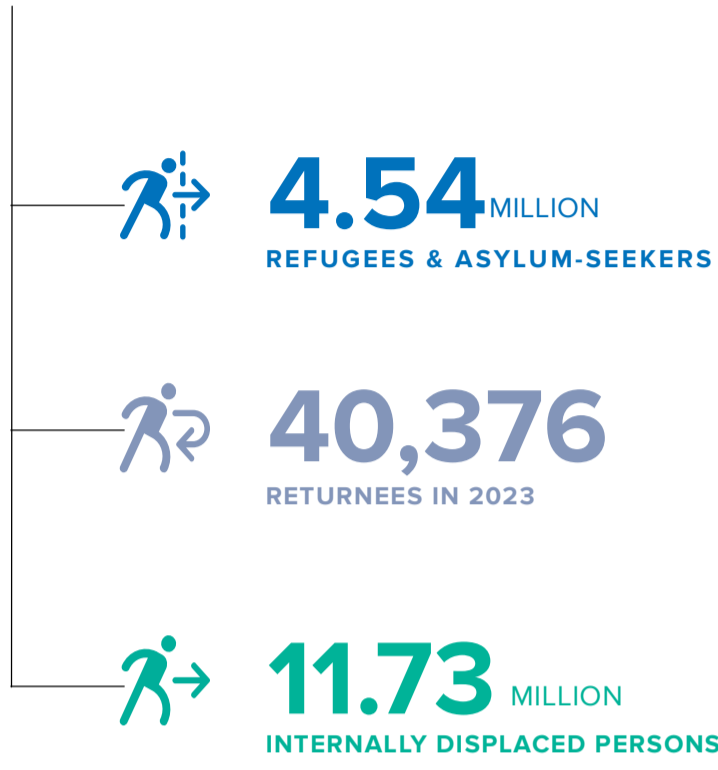 4.54 MILLION
REFUGEES & ASYLUM-SEEKERS
40,376
RETURNEES IN 2023
11.73 MILLION
INTERNALLY DISPLACED PERSONS